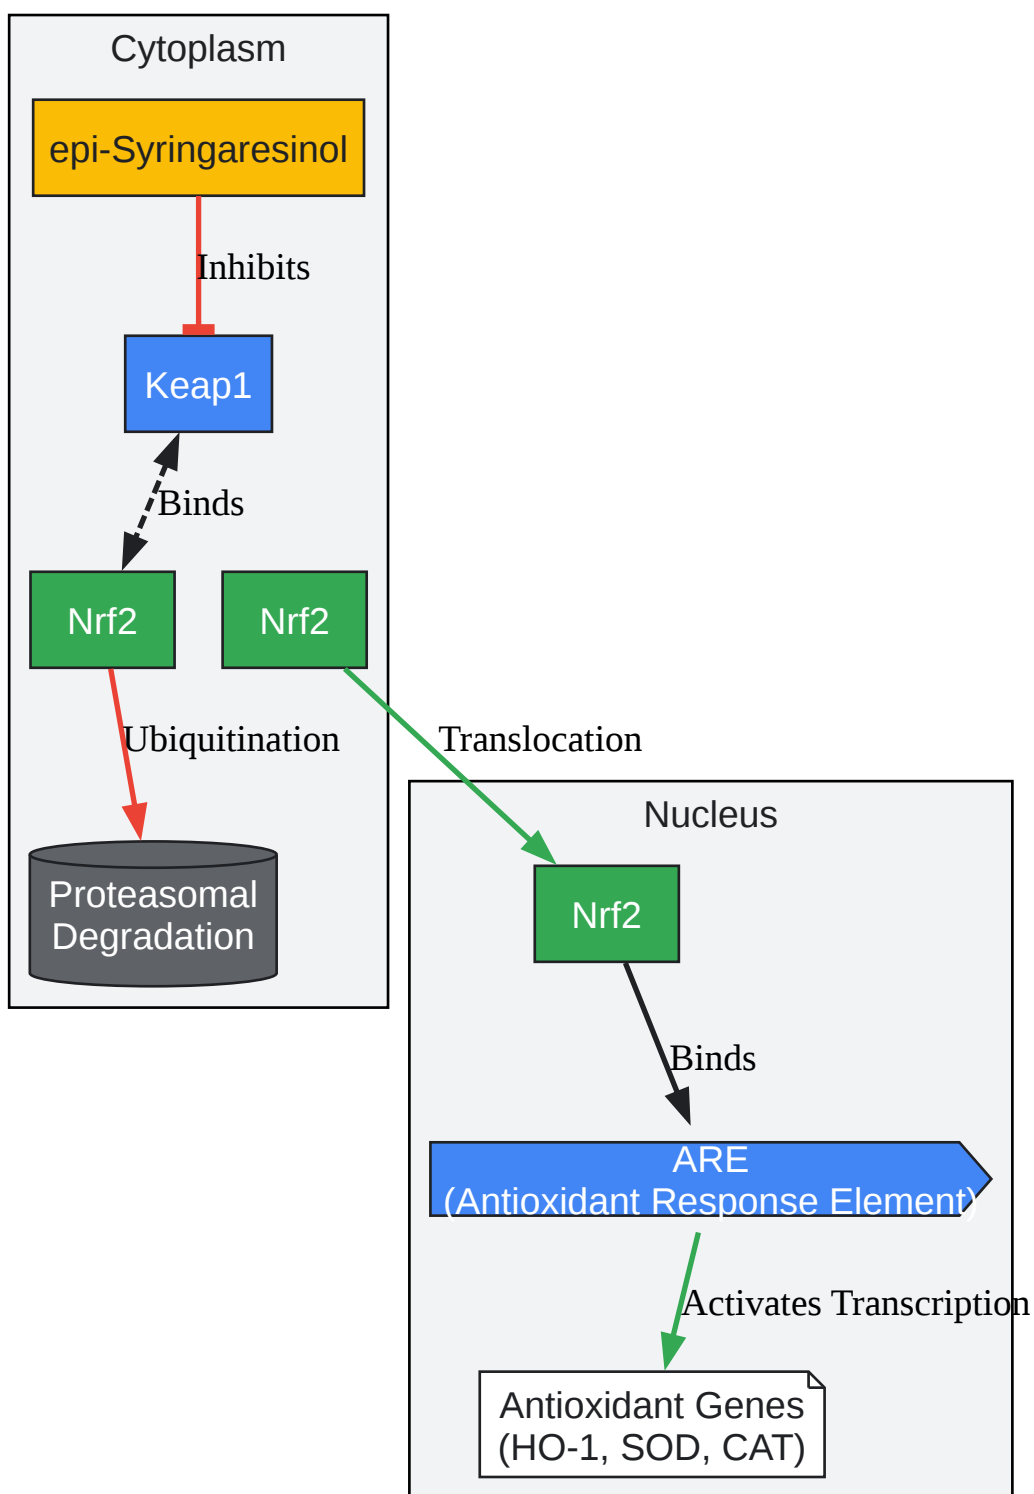 Cytoplasm
epi-Syringaresinol
Inhibits
Keap1
Binds
Nrf2
Nrf2
Ubiquitination
Translocation
Proteasomal
Degradation
Nucleus
Nrf2
Binds
ARE
(Antioxidant Response Element)
Activates Transcription
Antioxidant Genes
(HO-1, SOD, CAT)